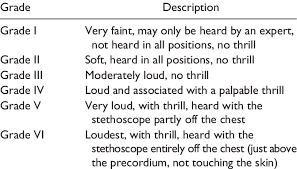 Grade Description
Grade I Very faint, may only be heard by an expert,
not heard in all positions, no thrill
Grade II Soft, heard in all positions, no thrill
Grade III Moderately loud, no thrill
Grade IV Loud and associated with a palpable thrill
Grade V Very loud, with thrill, heard with the
stethoscope partly off the chest
Grade VI Loudest, with thrill, heard with the
stethoscope entirely off the chest (just above
the precordium, not touching the skin)